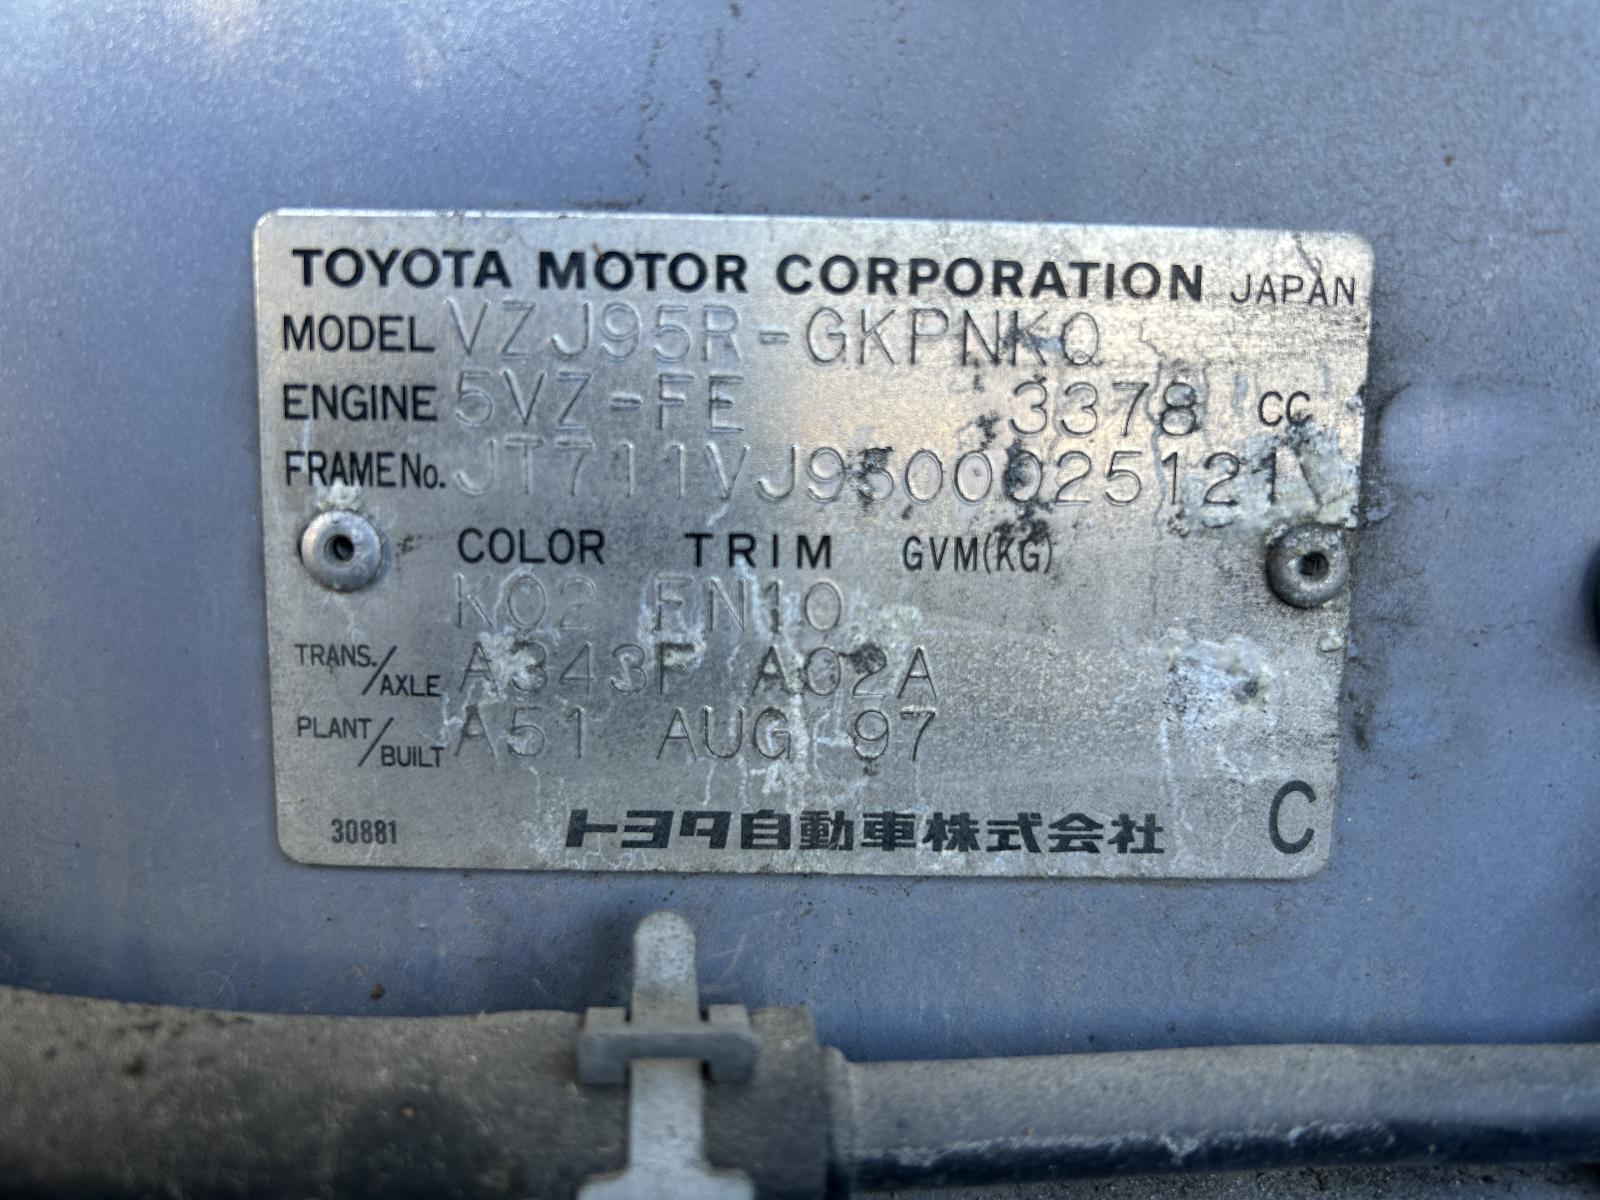 TOYOTA MOTOR CORPORATION JAPAN
MODEL VZJ95R-GKPNKQ
ENGINE 5VZ-FE 3378 CC
FRAME No. JT711VJ9500025121
COLOR TRIM GVM(KG)
K02 FN10
TRANS./AXLE A343F A02A
PLANT/BUILT A51 AUG 97
30881 トヨタ自動車株式会社 C